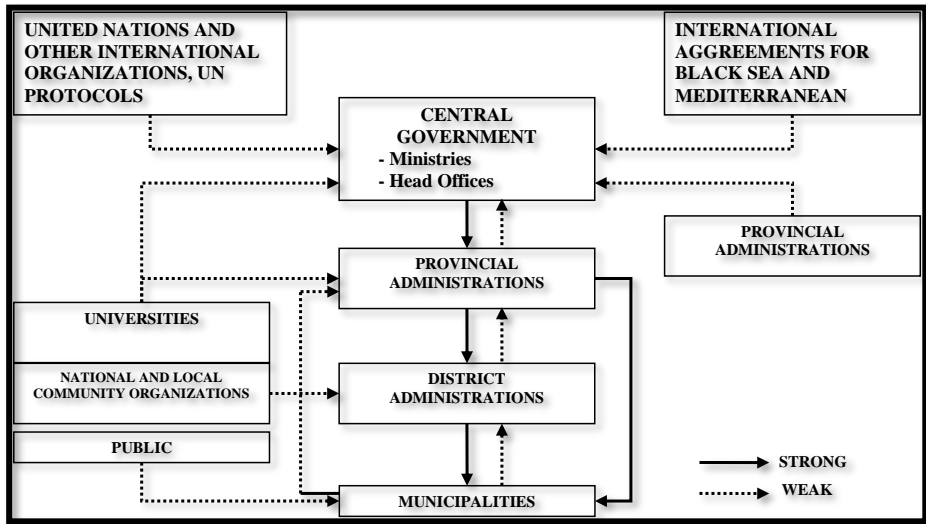 UNITED NATIONS AND
OTHER INTERNATIONAL
ORGANIZATIONS, UN
PROTOCOLS
INTERNATIONAL
AGGREEMENTS FOR
BLACK SEA AND
MEDITERRANEAN
CENTRAL
GOVERNMENT
- Ministries
- Head Offices
PROVINCIAL
ADMINISTRATIONS
PROVINCIAL
ADMINISTRATIONS
UNIVERSITIES
NATIONAL AND LOCAL
COMMUNITY ORGANIZATIONS
DISTRICT
ADMINISTRATIONS
PUBLIC
MUNICIPALITIES
STRONG
WEAK